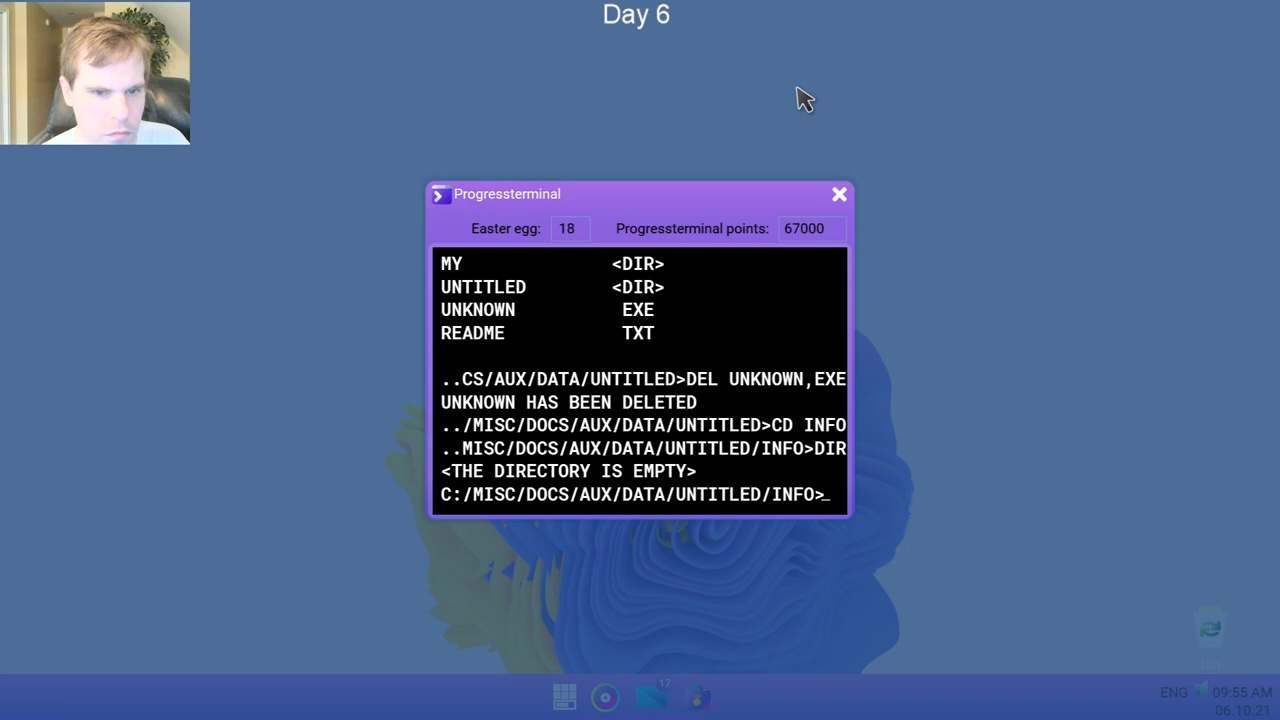 Day 6
Progressterminal
Easter egg: 18 Progressterminal points: 67000
MY <DIR>
UNTITLED <DIR>
UNKNOWN EXE
README TXT
..CS/AUX/DATA/UNTITLED>DEL UNKNOWN,EXE
UNKNOWN HAS BEEN DELETED
../MISC/DOCS/AUX/DATA/UNTITLED>CD INFO
..MISC/DOCS/AUX/DATA/UNTITLED/INFO>DIR
<THE DIRECTORY IS EMPTY>
C:/MISC/DOCS/AUX/DATA/UNTITLED/INFO>_
Bin
17
ENG 09:55 AM
06.10.21